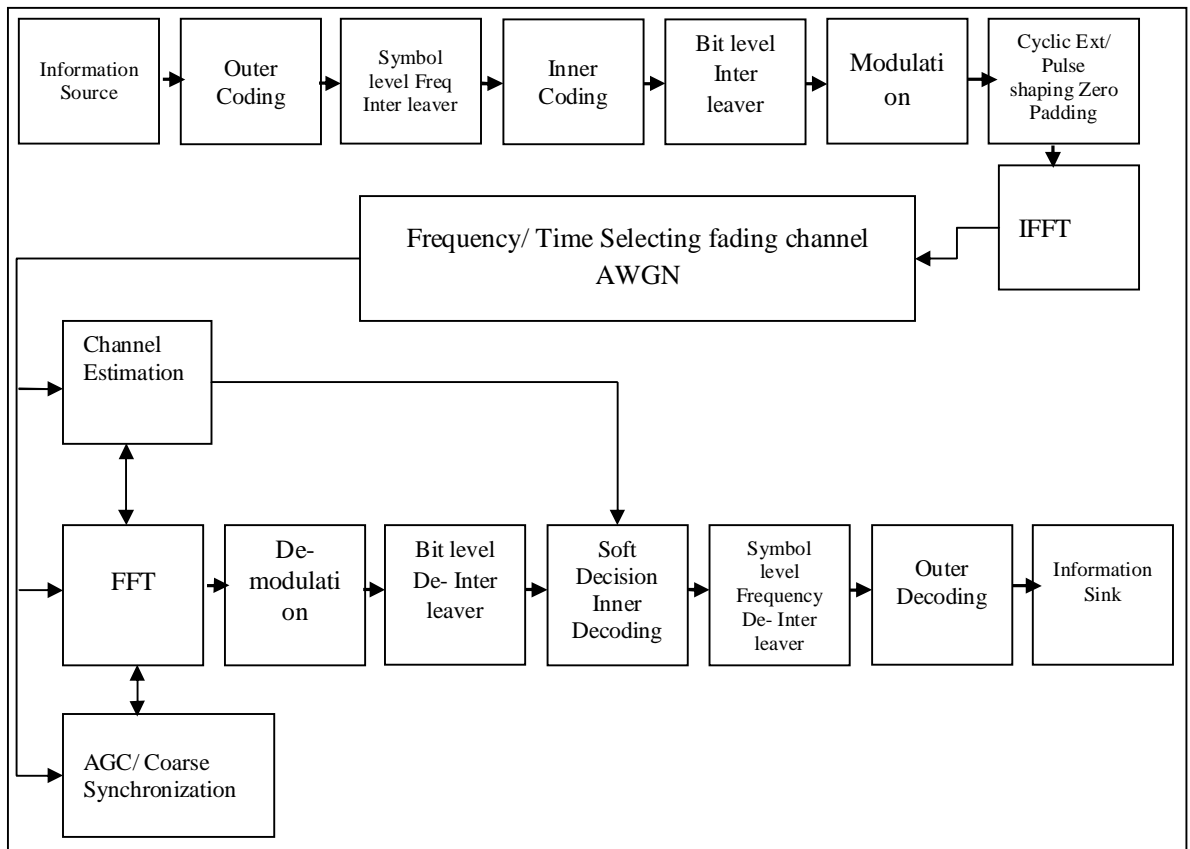 Information
Source
Outer
Coding
Symbol
level Freq
Inter leaver
Inner
Coding
Bit level
Inter
leaver
Modulati
on
Cyclic Ext/
Pulse
shaping Zero
Padding
IFFT
Frequency/ Time Selecting fading channel
AWGN
Channel
Estimation
FFT
De-
modulati
on
Bit level
De- Inter
leaver
Soft
Decision
Inner
Decoding
Symbol
level
Frequency
De- Inter
leaver
Outer
Decoding
Information
Sink
AGC/ Coarse
Synchronization